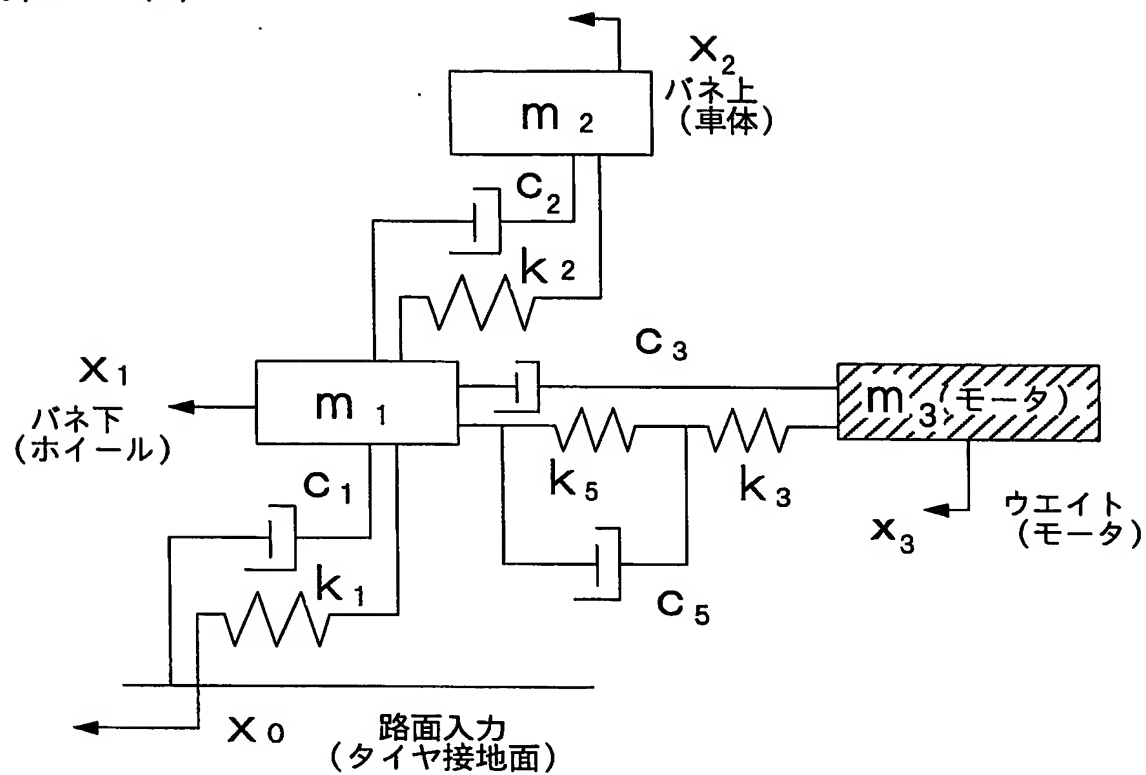 X₂
バネ上
(車体)
m₂
c₂
k₂
c₃
X₁
バネ下
(ホイール)
m₁
m₃(モータ)
k₅
k₃
c₁
x₃
ウエイト
(モータ)
k₁
c₅
X₀
路面入力
(タイヤ接地面)